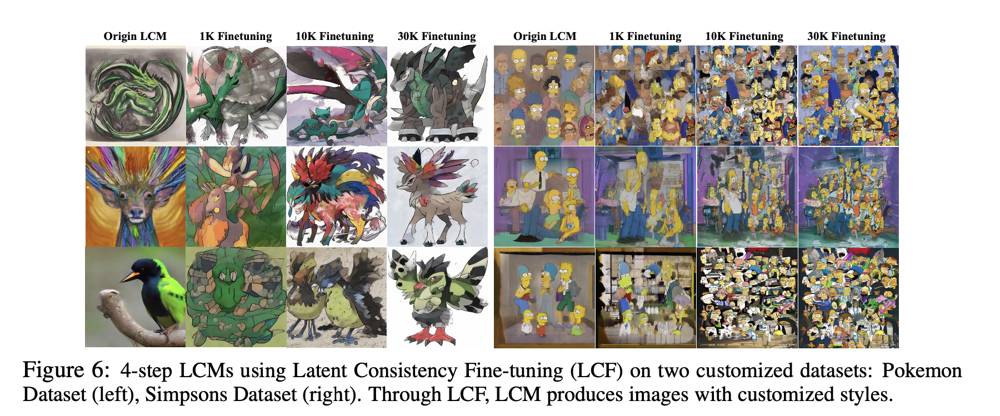 Origin LCM 1K Finetuning 10K Finetuning 30K Finetuning Origin LCM 1K Finetuning 10K Finetuning 30K Finetuning
Figure 6: 4-step LCMs using Latent Consistency Fine-tuning (LCF) on two customized datasets: Pokemon
Dataset (left), Simpsons Dataset (right). Through LCF, LCM produces images with customized styles.